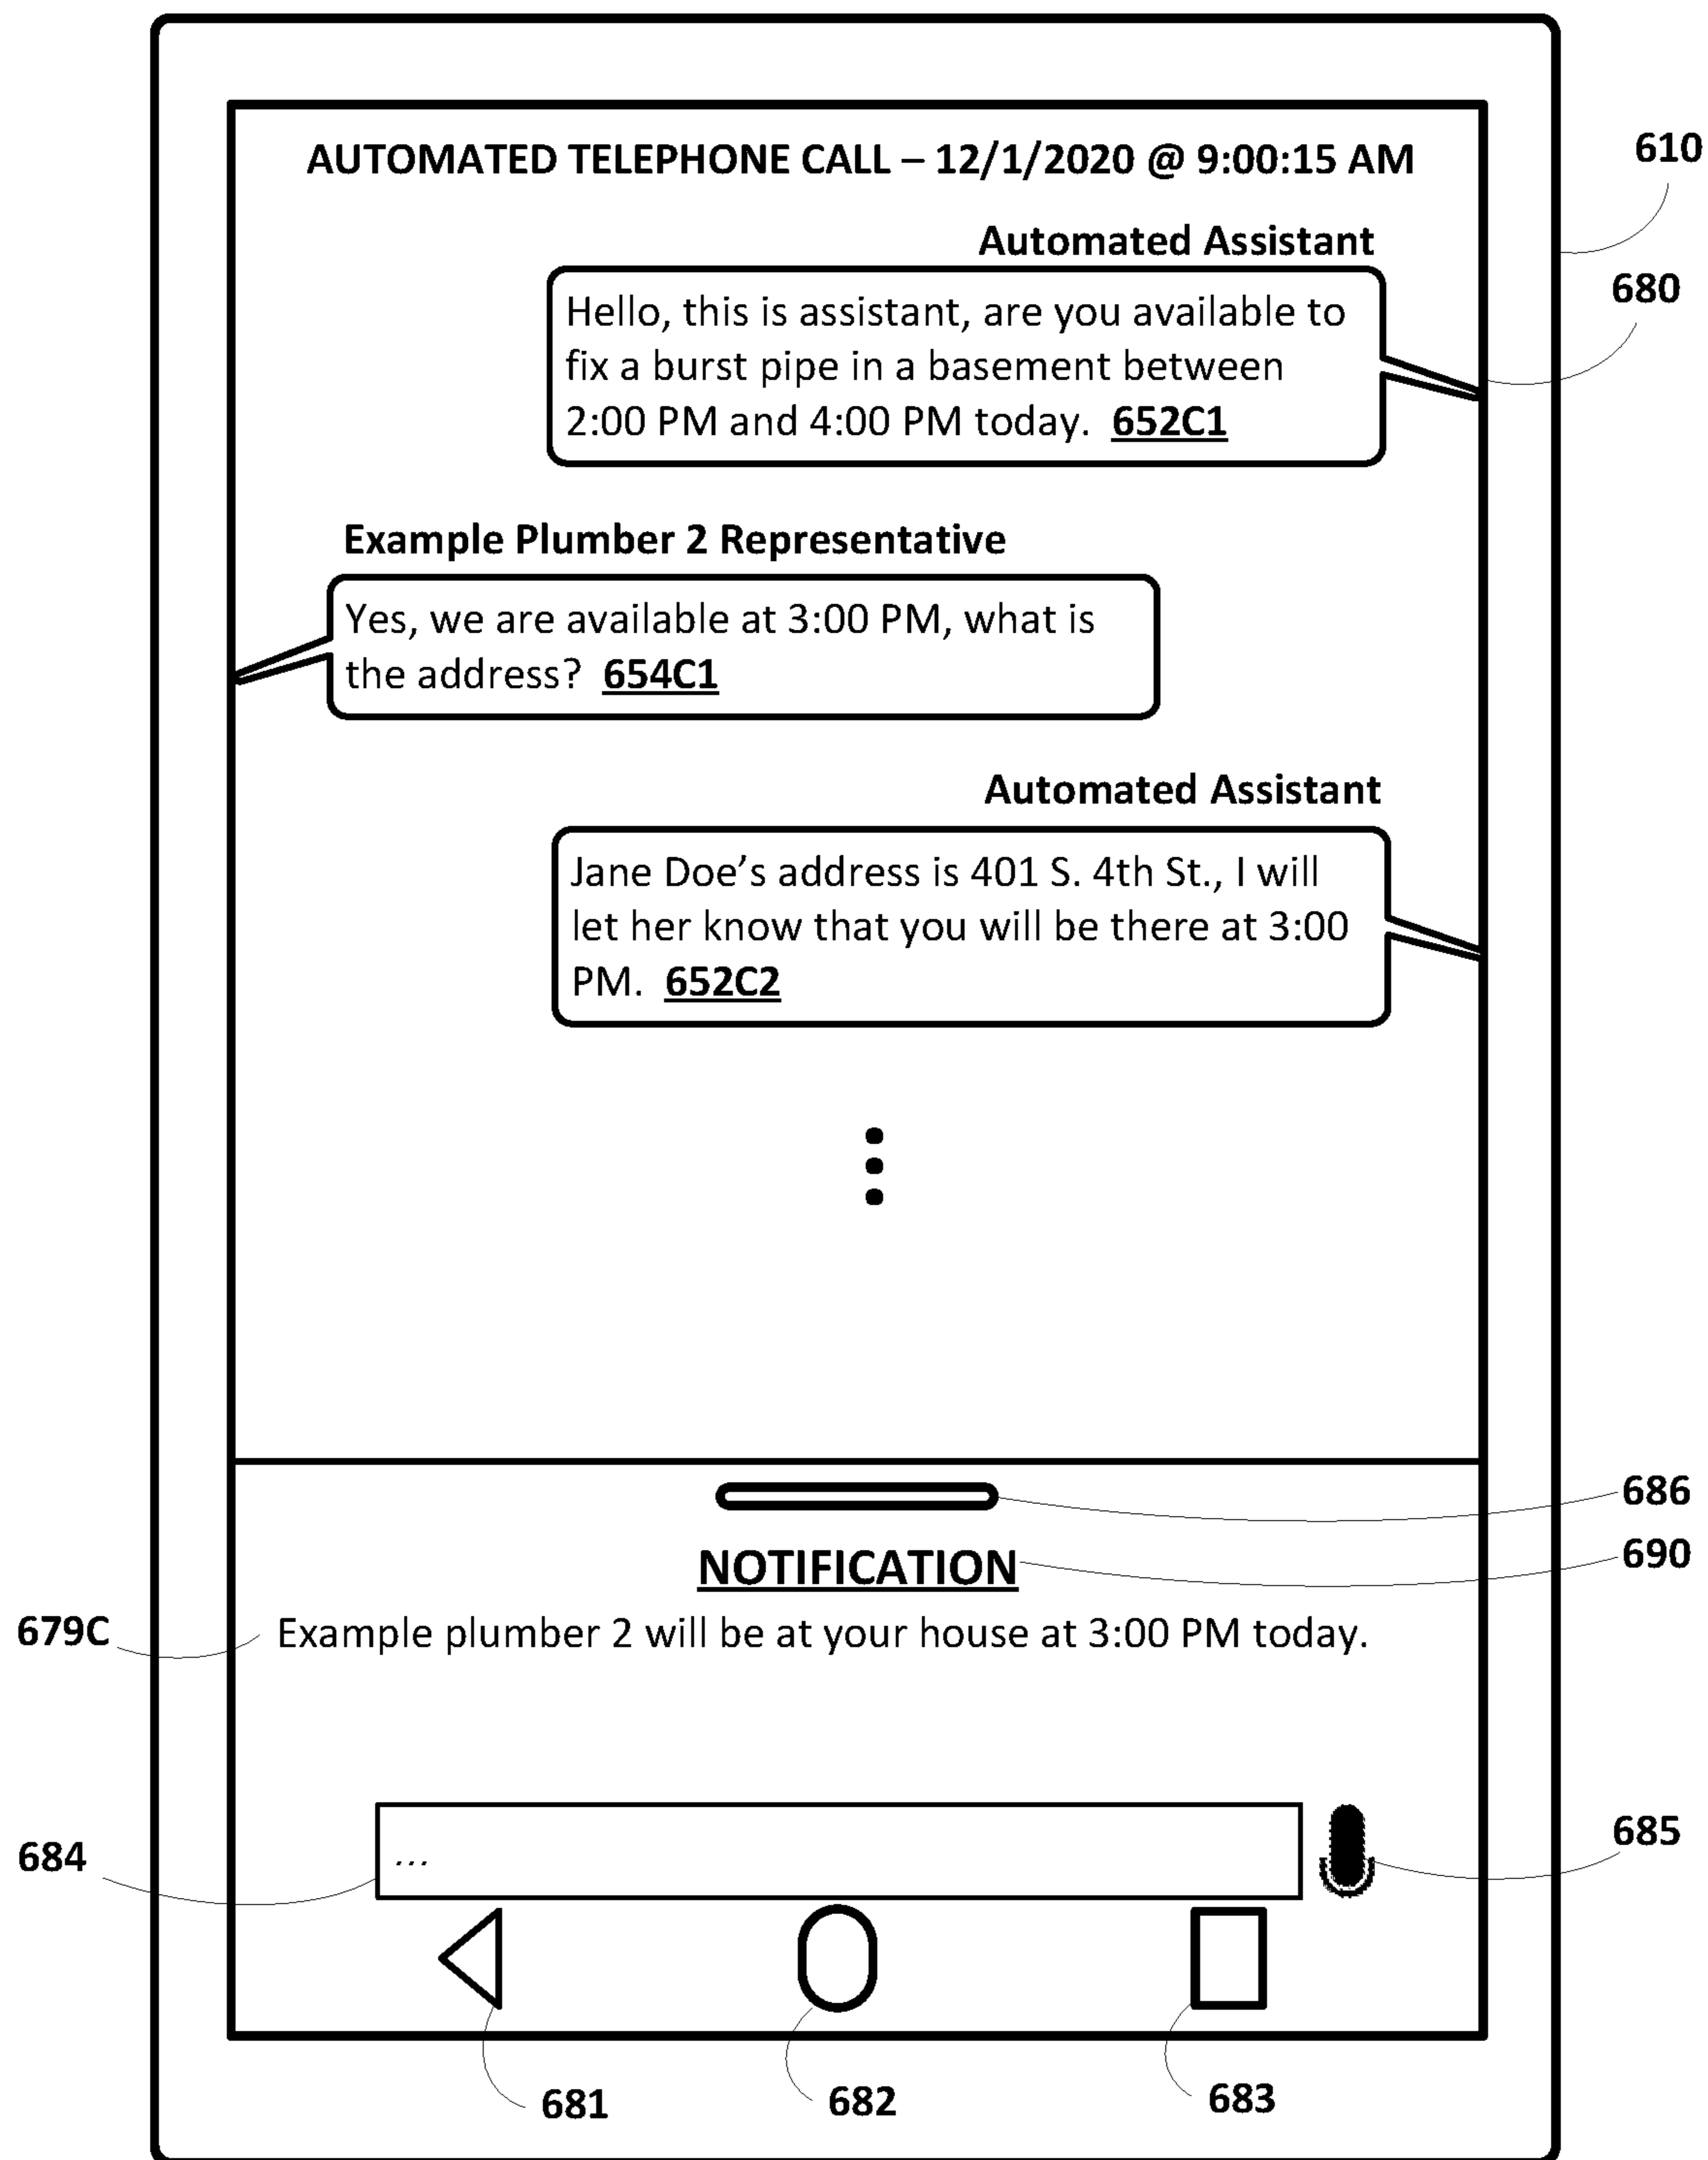 AUTOMATED TELEPHONE CALL – 12/1/2020 @ 9:00:15 AM
610
Automated Assistant
680
Hello, this is assistant, are you available to
fix a burst pipe in a basement between
2:00 PM and 4:00 PM today. 652C1
Example Plumber 2 Representative
Yes, we are available at 3:00 PM, what is
the address? 654C1
Automated Assistant
Jane Doe’s address is 401 S. 4th St., I will
let her know that you will be there at 3:00
PM. 652C2
686
NOTIFICATION
690
679C
Example plumber 2 will be at your house at 3:00 PM today.
684
...
685
681
682
683